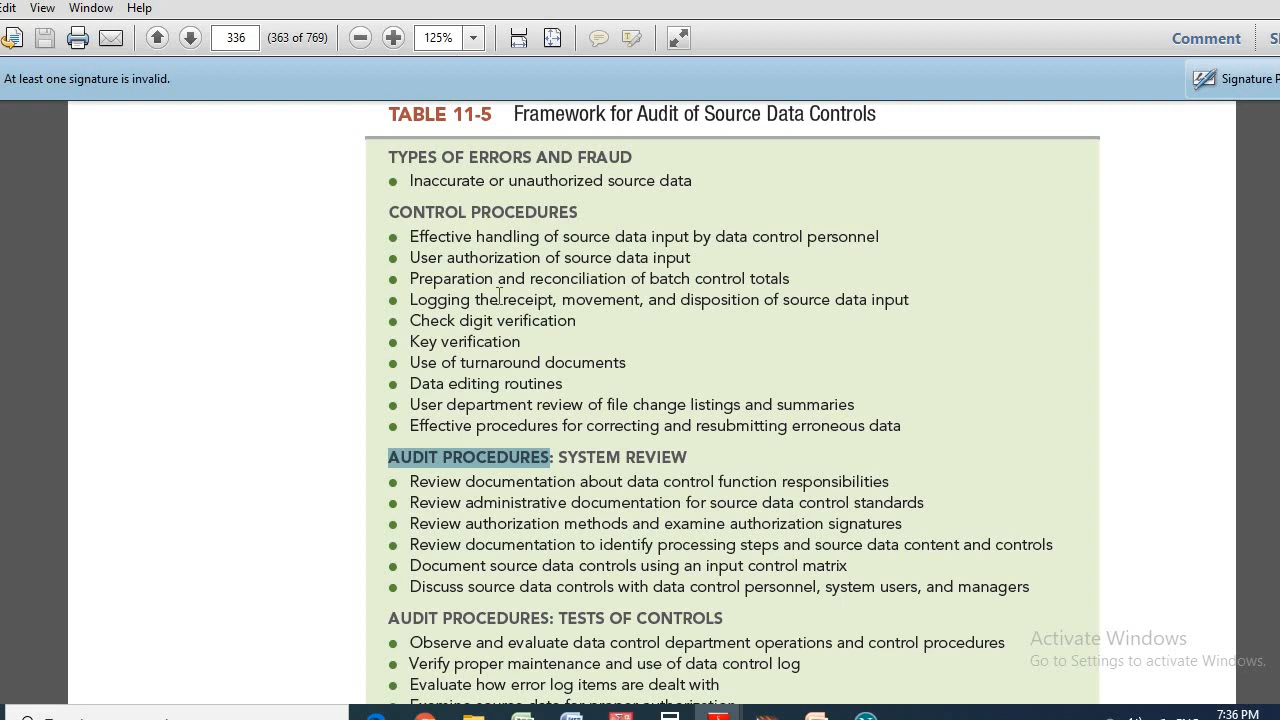 Edit View Window Help
336 (363 of 769) 125% Comment
At least one signature is invalid. Signature
TABLE 11-5 Framework for Audit of Source Data Controls
TYPES OF ERRORS AND FRAUD
● Inaccurate or unauthorized source data
CONTROL PROCEDURES
● Effective handling of source data input by data control personnel
● User authorization of source data input
● Preparation and reconciliation of batch control totals
● Logging the receipt, movement, and disposition of source data input
● Check digit verification
● Key verification
● Use of turnaround documents
● Data editing routines
● User department review of file change listings and summaries
● Effective procedures for correcting and resubmitting erroneous data
AUDIT PROCEDURES: SYSTEM REVIEW
● Review documentation about data control function responsibilities
● Review administrative documentation for source data control standards
● Review authorization methods and examine authorization signatures
● Review documentation to identify processing steps and source data content and controls
● Document source data controls using an input control matrix
● Discuss source data controls with data control personnel, system users, and managers
AUDIT PROCEDURES: TESTS OF CONTROLS
● Observe and evaluate data control department operations and control procedures
● Verify proper maintenance and use of data control log
● Evaluate how error log items are dealt with
● Examine source data for proper authorization
Activate Windows
Go to Settings to activate Windows.
7:36 PM